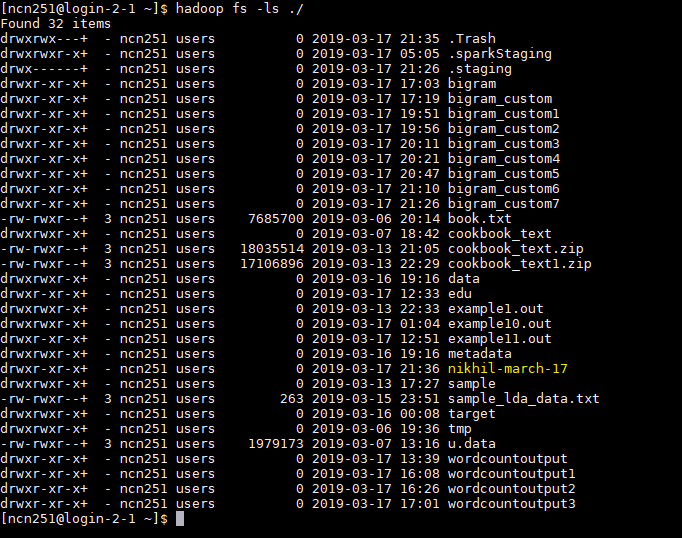 [ncn251@login-2-1 ~]$ hadoop fs -ls ./
Found 32 items
drwxrwx---+  - ncn251 users          0 2019-03-17 21:35 .Trash
drwxrwxr-x+  - ncn251 users          0 2019-03-17 05:05 .sparkStaging
drwx------+  - ncn251 users          0 2019-03-17 21:26 .staging
drwxr-xr-x+  - ncn251 users          0 2019-03-17 17:03 bigram
drwxr-xr-x+  - ncn251 users          0 2019-03-17 17:19 bigram_custom
drwxr-xr-x+  - ncn251 users          0 2019-03-17 19:51 bigram_custom1
drwxr-xr-x+  - ncn251 users          0 2019-03-17 19:56 bigram_custom2
drwxr-xr-x+  - ncn251 users          0 2019-03-17 20:11 bigram_custom3
drwxr-xr-x+  - ncn251 users          0 2019-03-17 20:21 bigram_custom4
drwxr-xr-x+  - ncn251 users          0 2019-03-17 20:47 bigram_custom5
drwxr-xr-x+  - ncn251 users          0 2019-03-17 21:10 bigram_custom6
drwxr-xr-x+  - ncn251 users          0 2019-03-17 21:26 bigram_custom7
-rw-rwxr--+  3 ncn251 users    7685700 2019-03-06 20:14 book.txt
drwxr-xr-x+  - ncn251 users          0 2019-03-07 18:42 cookbook_text
-rw-rwxr--+  3 ncn251 users   18035514 2019-03-13 21:05 cookbook_text.zip
-rw-rwxr--+  3 ncn251 users   17106896 2019-03-13 22:29 cookbook_text1.zip
drwxrwxr-x+  - ncn251 users          0 2019-03-16 19:16 data
drwxr-xr-x+  - ncn251 users          0 2019-03-17 12:33 edu
drwxr-xr-x+  - ncn251 users          0 2019-03-13 22:33 example1.out
drwxr-xr-x+  - ncn251 users          0 2019-03-17 01:04 example10.out
drwxr-xr-x+  - ncn251 users          0 2019-03-17 12:51 example11.out
drwxrwxr-x+  - ncn251 users          0 2019-03-16 19:16 metadata
drwxr-xr-x+  - ncn251 users          0 2019-03-17 21:36 nikhil-march-17
drwxr-xr-x+  - ncn251 users          0 2019-03-13 17:27 sample
-rw-rwxr--+  3 ncn251 users        263 2019-03-15 23:51 sample_lda_data.txt
drwxrwxr-x+  - ncn251 users          0 2019-03-16 00:08 target
drwxrwxr-x+  - ncn251 users          0 2019-03-06 19:36 tmp
-rw-rwxr--+  3 ncn251 users    1979173 2019-03-07 13:16 u.data
drwxr-xr-x+  - ncn251 users          0 2019-03-17 13:39 wordcountoutput
drwxr-xr-x+  - ncn251 users          0 2019-03-17 16:08 wordcountoutput1
drwxr-xr-x+  - ncn251 users          0 2019-03-17 16:26 wordcountoutput2
drwxr-xr-x+  - ncn251 users          0 2019-03-17 17:01 wordcountoutput3
[ncn251@login-2-1 ~]$